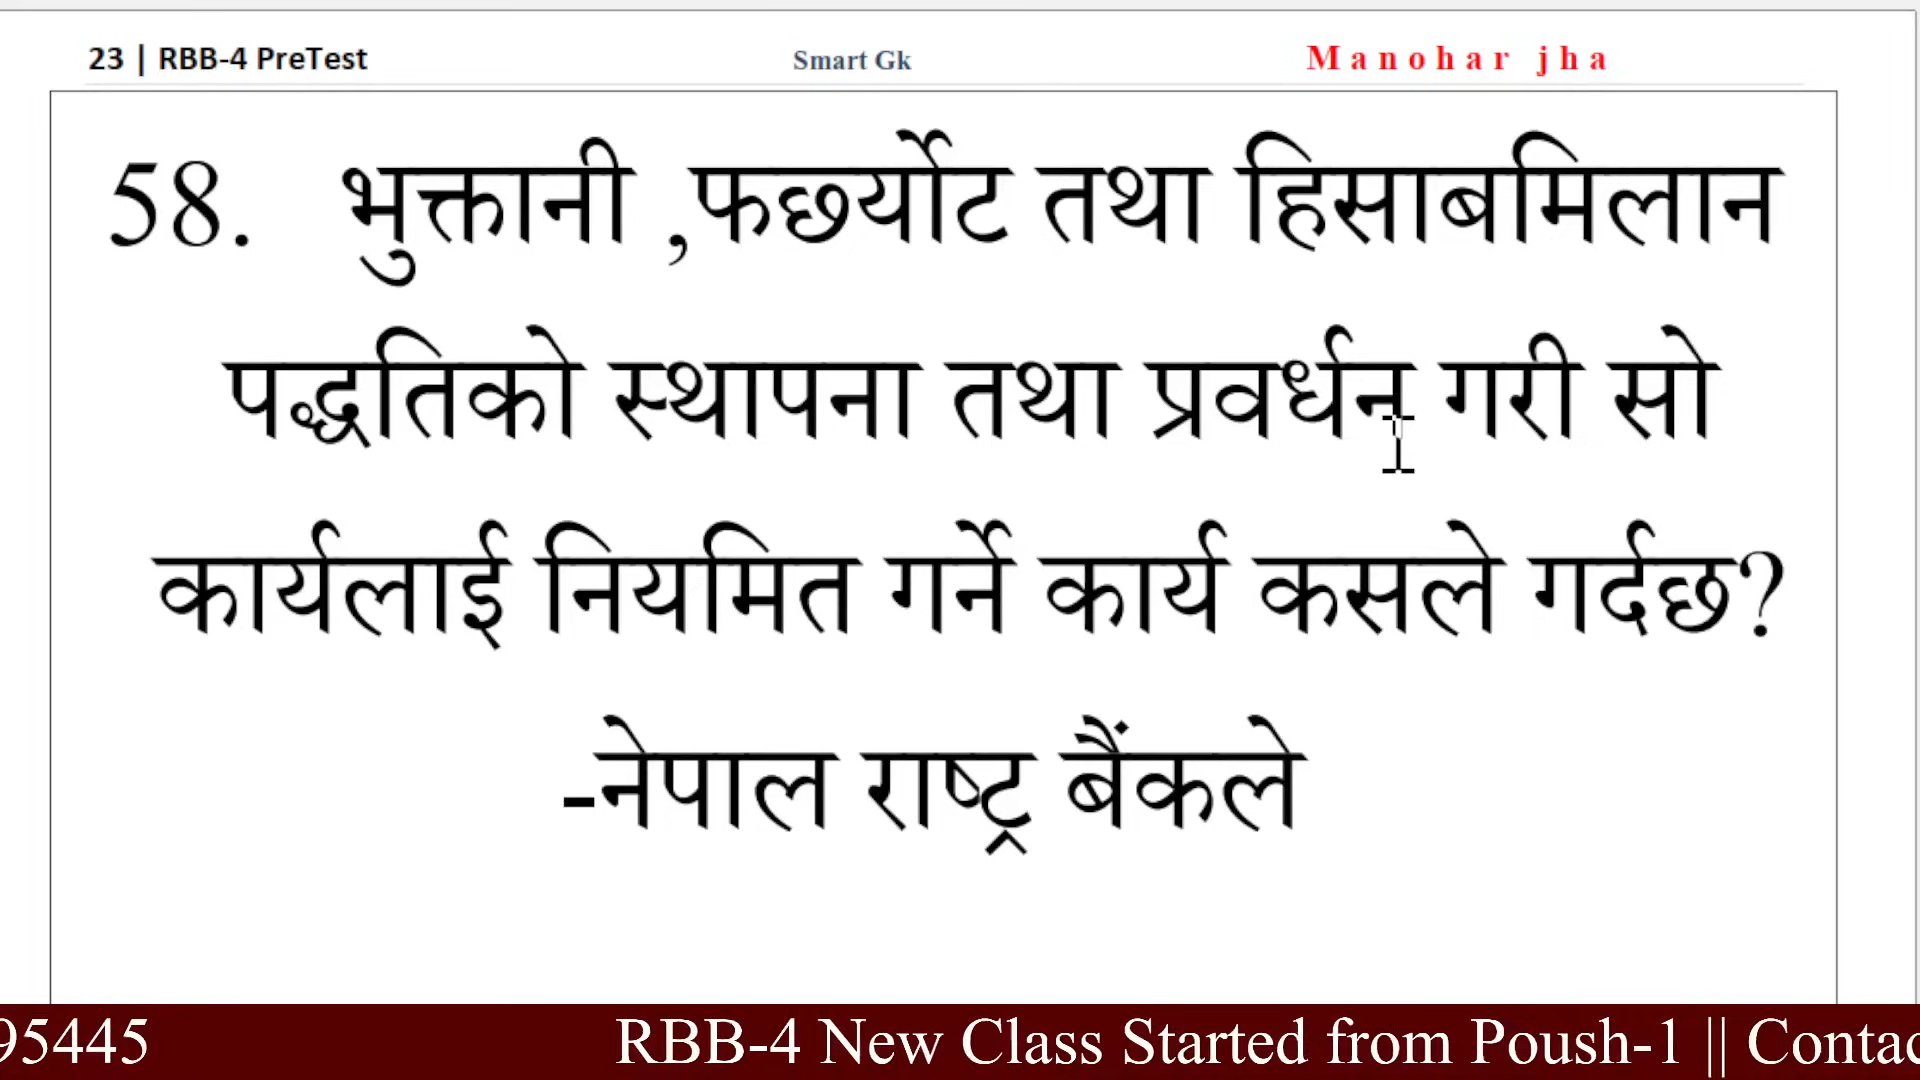 23 | RBB-4 PreTest Smart Gk Manohar jha
58. भुक्तानी ,फर्छ्यौट तथा हिसाबमिलान
पद्धतिको स्थापना तथा प्रवर्धन गरी सो
कार्यलाई नियमित गर्ने कार्य कसले गर्दछ?
-नेपाल राष्ट्र बैंकले
95445 RBB-4 New Class Started from Poush-1 || Contac